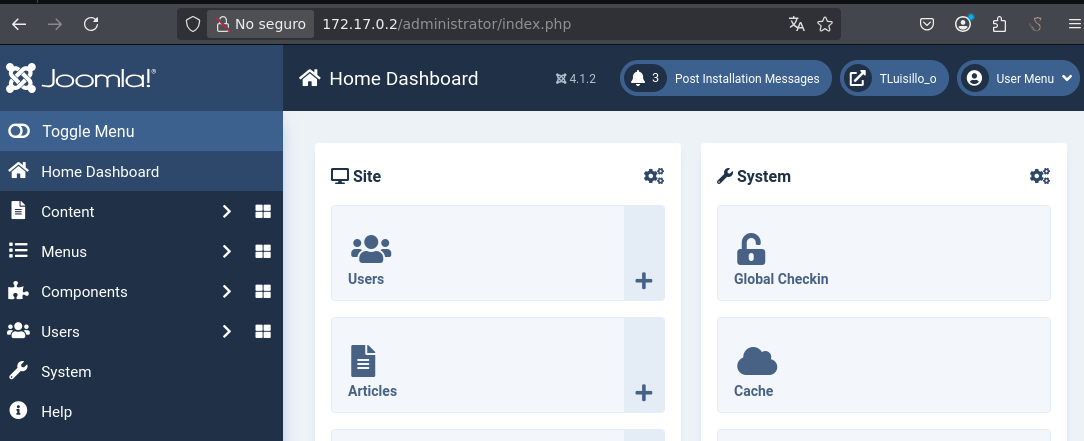 No seguro 172.17.0.2/administrator/index.php
Joomla!®
Home Dashboard 4.1.2 3 Post Installation Messages TLuisillo_o User Menu
Toggle Menu
Home Dashboard
Content
Menus
Components
Users
System
Help
Site
Users
Articles
System
Global Checkin
Cache